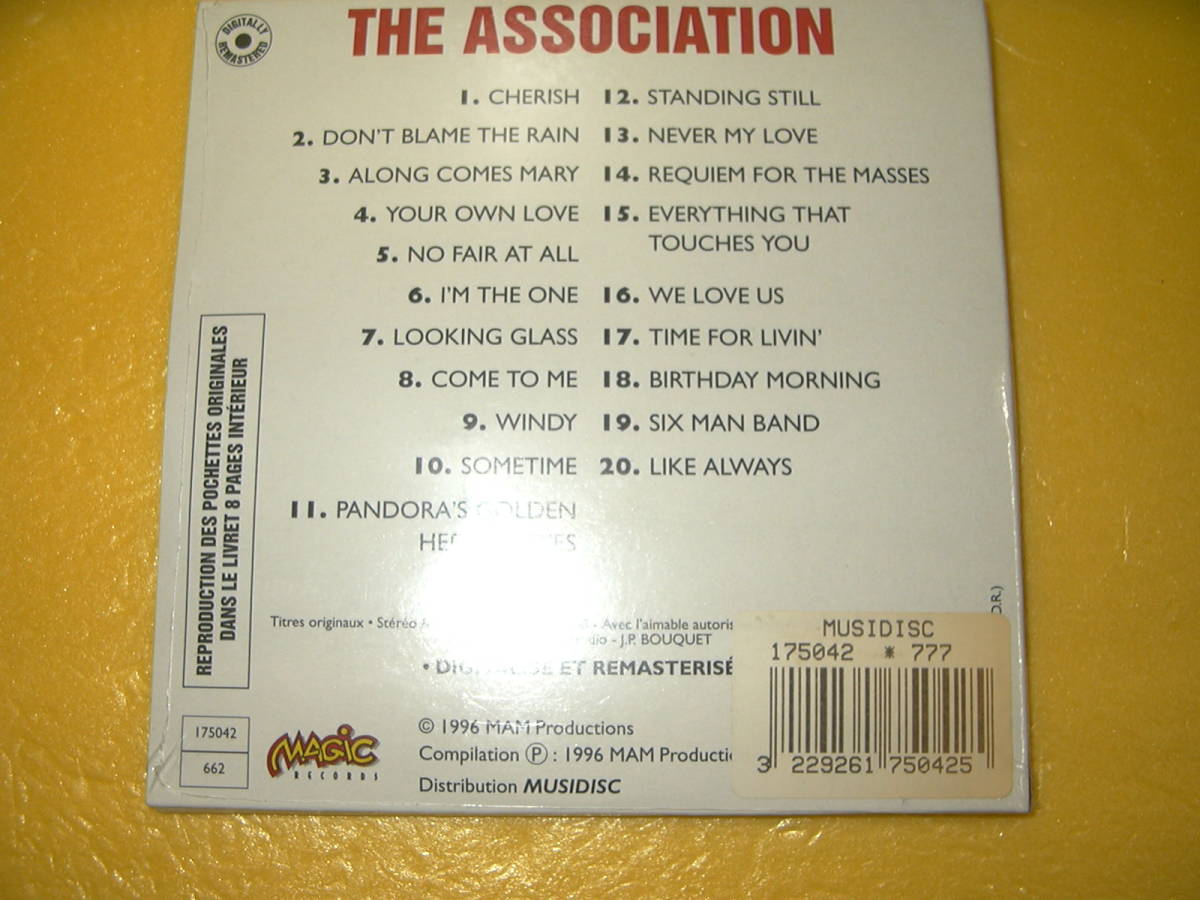 DIGITALLY REMASTERED
THE ASSOCIATION
1. CHERISH
2. DON'T BLAME THE RAIN
3. ALONG COMES MARY
4. YOUR OWN LOVE
5. NO FAIR AT ALL
6. I'M THE ONE
7. LOOKING GLASS
8. COME TO ME
9. WINDY
10. SOMETIME
11. PANDORA'S GOLDEN
12. STANDING STILL
13. NEVER MY LOVE
14. REQUIEM FOR THE MASSES
15. EVERYTHING THAT
TOUCHES YOU
16. WE LOVE US
17. TIME FOR LIVIN'
18. BIRTHDAY MORNING
19. SIX MAN BAND
20. LIKE ALWAYS
REPRODUCTION DES POCHETTES ORIGINALES
DANS LE LIVRET 8 PAGES INTÉRIEUR
Titres originaux • Stéréo - Avec l'aimable
- J.P. BOUQUET
• ET REMASTERISÉ
175042
662
MAGIC
RECORDS
© 1996 MAM Productions
Compilation Ⓟ : 1996 MAM
Distribution MUSIDISC
MUSIDISC
175042 * 777
3 229261 750425